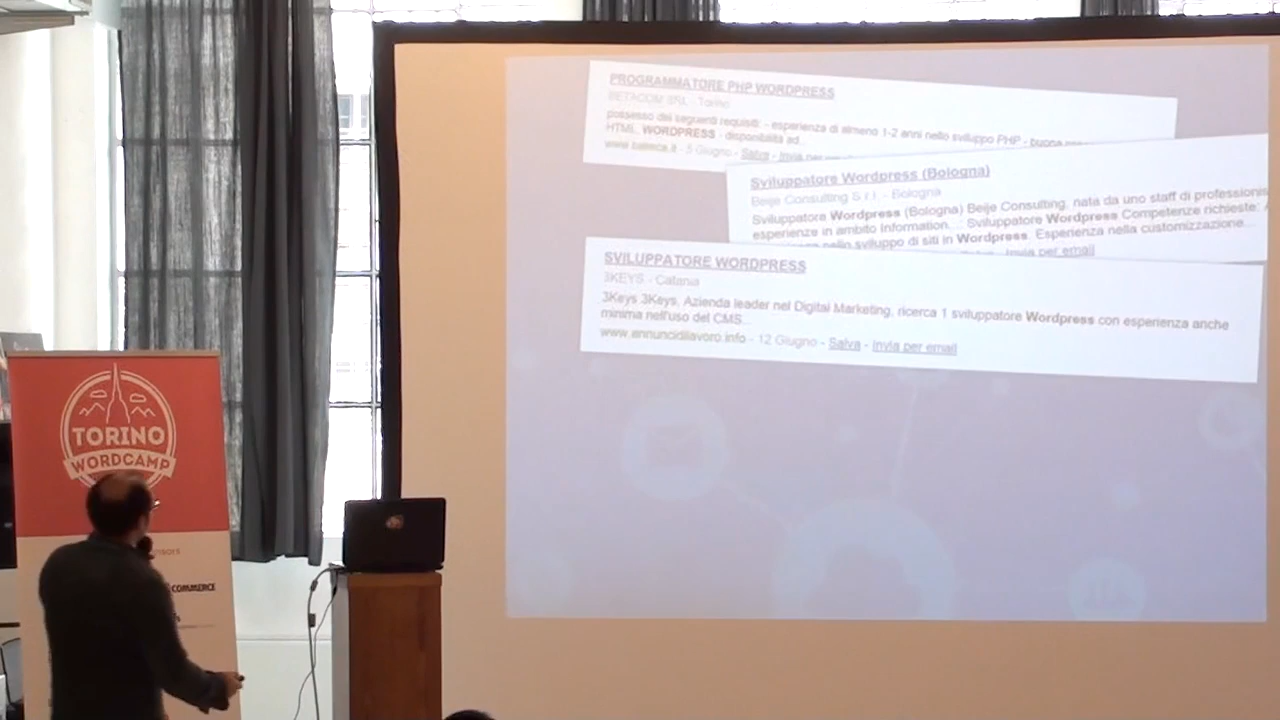 PROGRAMMATORE PHP WORDPRESS
BETACOM SRL - Torino
possesso dei seguenti requisiti: - esperienza di almeno 1-2 anni nello sviluppo PHP - buona
HTML, WORDPRESS - disponibilità ad...
5 Giugno - Salva - Invia per
Sviluppatore Wordpress (Bologna)
Beije Consulting S.r.l. - Bologna
Sviluppatore Wordpress (Bologna) Beije Consulting, nata da uno staff di professionis
esperienze in ambito Information.... Sviluppatore Wordpress Competenze richieste:
nello sviluppo di siti in Wordpress. Esperienza nella customizzazione...
Invia per email
SVILUPPATORE WORDPRESS
3KEYS - Catania
3Keys 3Keys, Azienda leader nel Digital Marketing, ricerca 1 sviluppatore Wordpress con esperienza anche
minima nell'uso del CMS...
www.annuncidilavoro.info - 12 Giugno - Salva - Invia per email
TORINO
WORDCAMP
nsors
COMMERCE